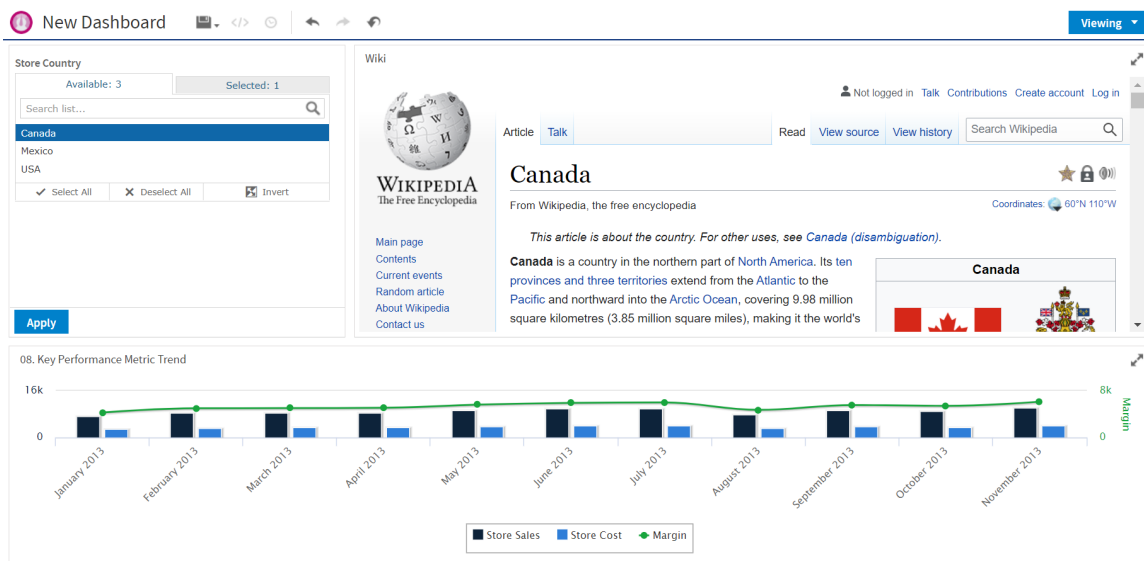 New Dashboard
Viewing
Store Country
Available: 3
Selected: 1
Search list...
Canada
Mexico
USA
Select All
Deselect All
Invert
Apply
Wiki
WIKIPEDIA
The Free Encyclopedia
Main page
Contents
Current events
Random article
About Wikipedia
Contact us
Not logged in Talk Contributions Create account Log in
Article Talk
Read View source View history
Search Wikipedia
Canada
From Wikipedia, the free encyclopedia
Coordinates: 60°N 110°W
This article is about the country. For other uses, see Canada (disambiguation).
Canada is a country in the northern part of North America. Its ten
provinces and three territories extend from the Atlantic to the
Pacific and northward into the Arctic Ocean, covering 9.98 million
square kilometres (3.85 million square miles), making it the world's
Canada
08. Key Performance Metric Trend
16k
0
8k
0
Margin
January 2013
February 2013
March 2013
April 2013
May 2013
June 2013
July 2013
August 2013
September 2013
October 2013
November 2013
Store Sales
Store Cost
Margin